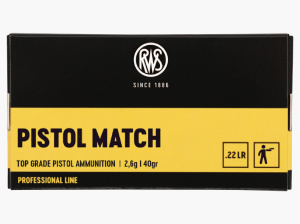 RWS
SINCE 1886
PISTOL MATCH
TOP GRADE PISTOL AMMUNITION | 2,6g | 40gr
.22 LR
PROFESSIONAL LINE